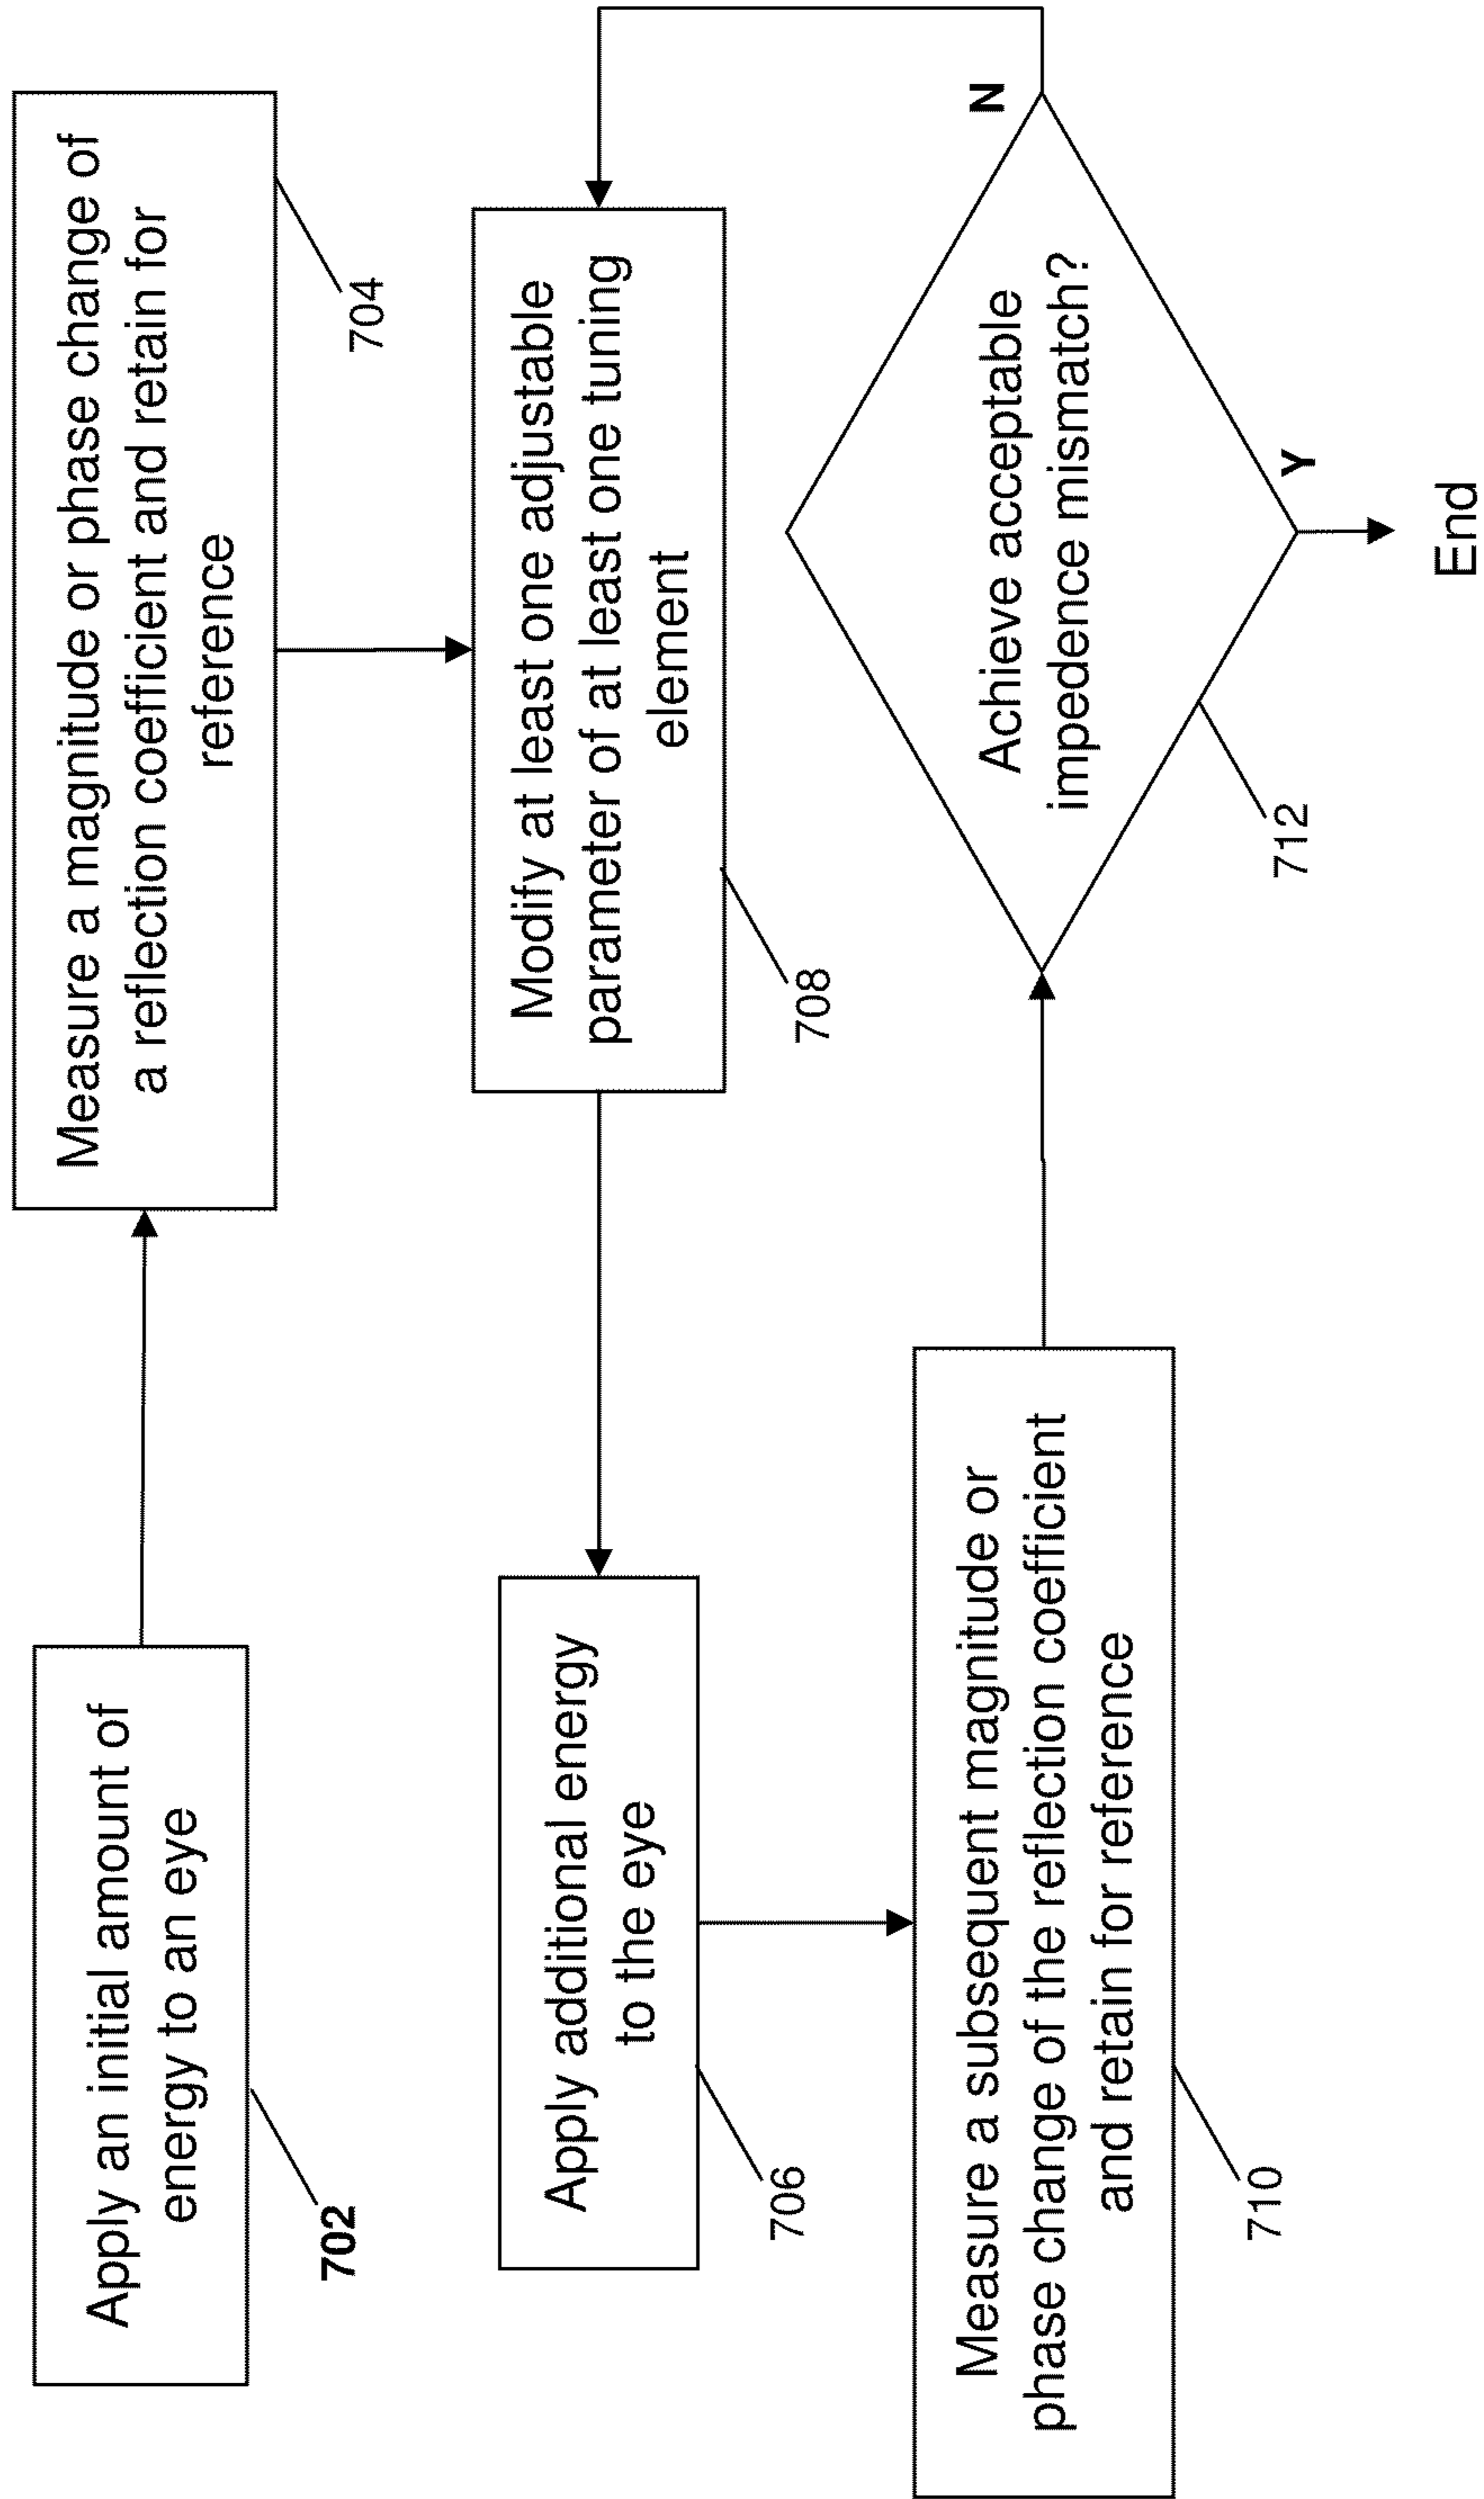 Apply an initial amount of
energy to an eye
702
Measure a magnitude or phase change of
a reflection coefficient and retain for
reference
704
Modify at least one adjustable
parameter of at least one tuning
element
708
Apply additional energy
to the eye
706
Measure a subsequent magnitude or
phase change of the reflection coefficient
and retain for reference
710
Achieve acceptable
impedence mismatch?
712
N
Y
End